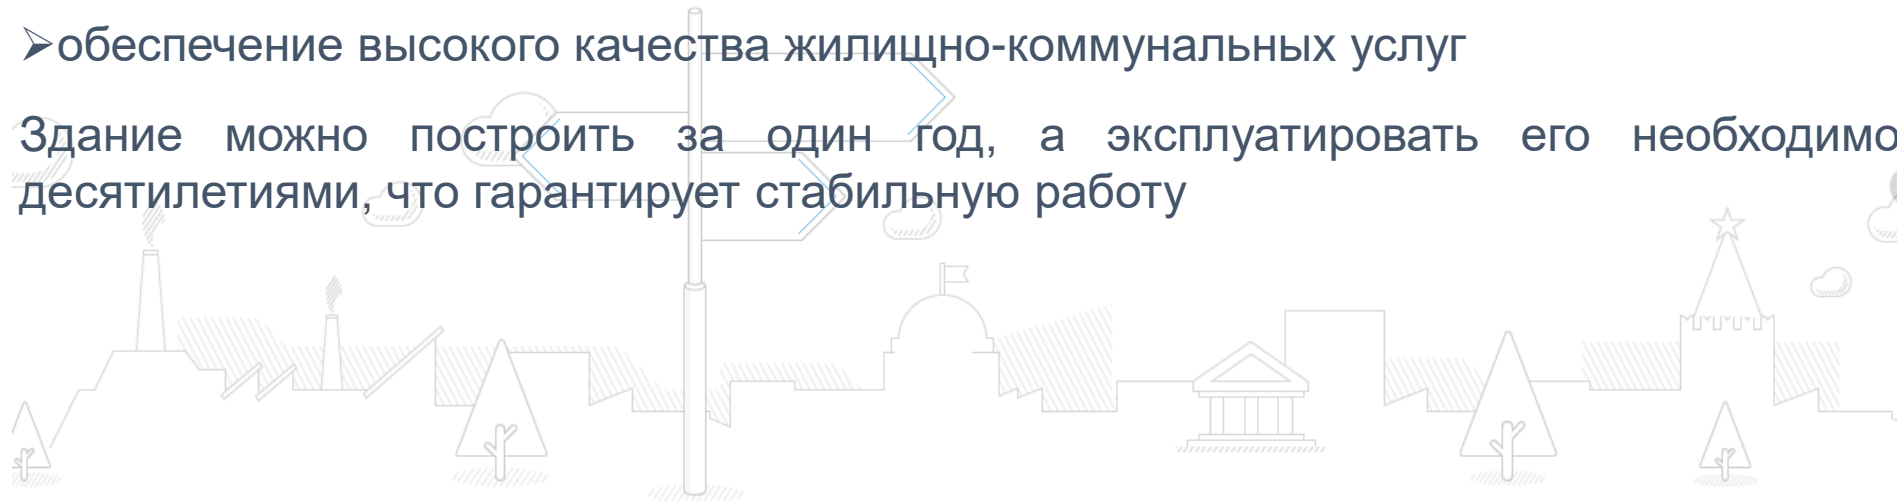 ➢обеспечение высокого качества жилищно-коммунальных услуг
Здание можно построить за один год, а эксплуатировать его необходимо
десятилетиями, что гарантирует стабильную работу